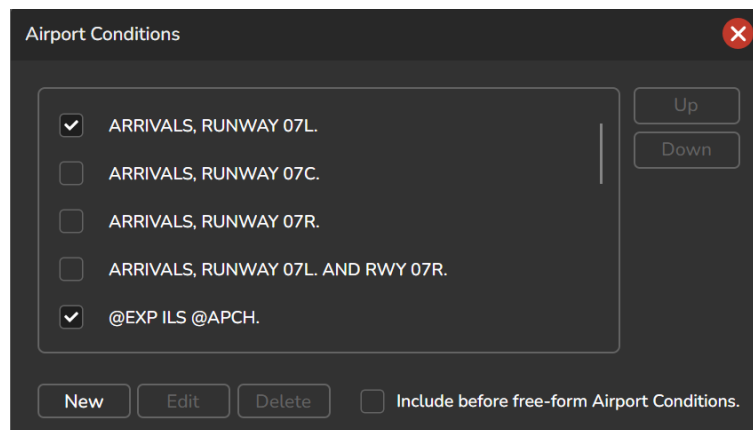 Airport Conditions
ARRIVALS, RUNWAY 07L.
Up
ARRIVALS, RUNWAY 07C.
Down
ARRIVALS, RUNWAY 07R.
ARRIVALS, RUNWAY 07L. AND RWY 07R.
@EXP ILS @APCH.
New Edit Delete Include before free-form Airport Conditions.